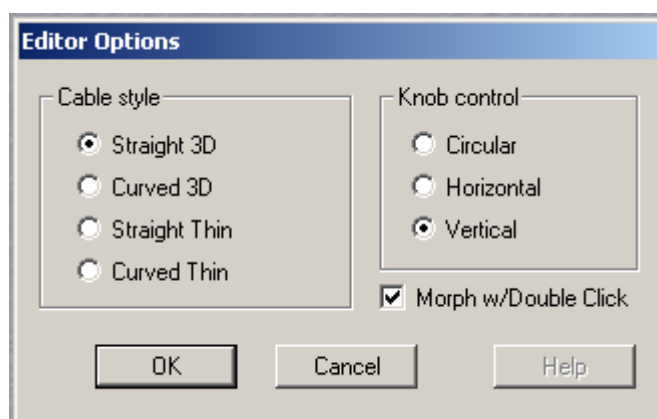 Editor Options
Cable style
Straight 3D
Curved 3D
Straight Thin
Curved Thin
Knob control
Circular
Horizontal
Vertical
Morph w/Double Click
OK
Cancel
Help